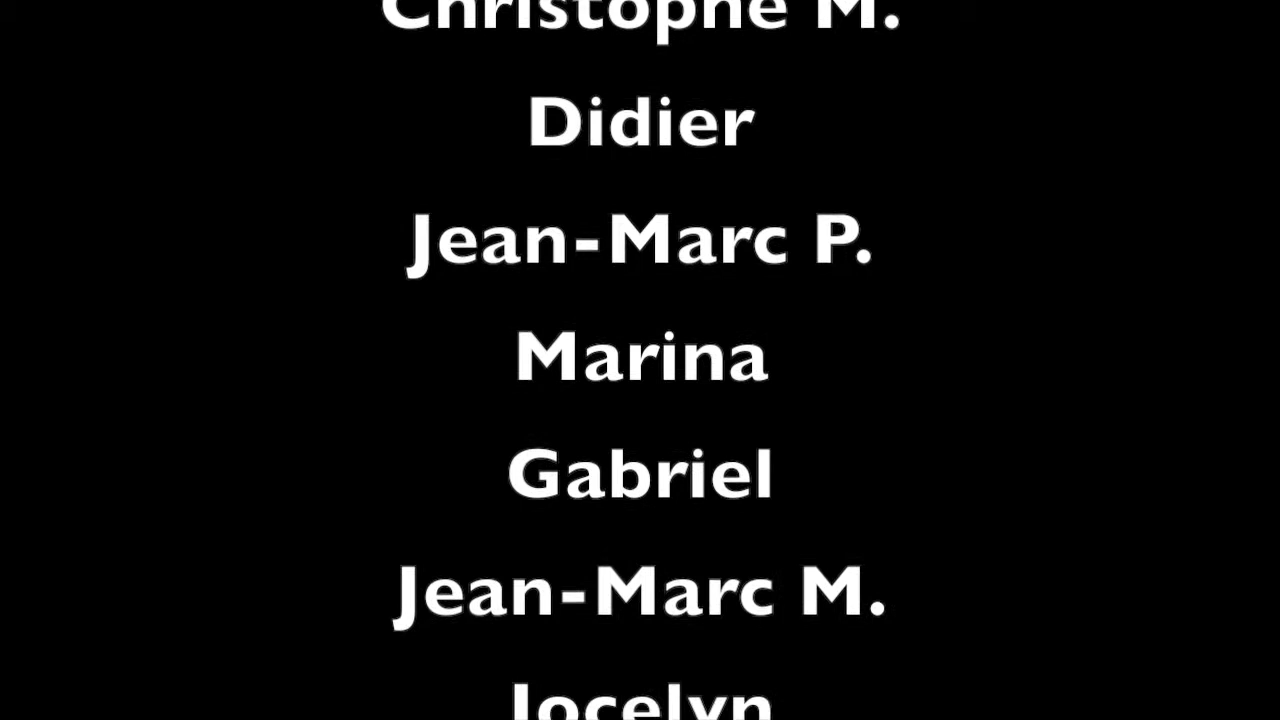 Christophe M.
Didier
Jean-Marc P.
Marina
Gabriel
Jean-Marc M.
Jocelyn